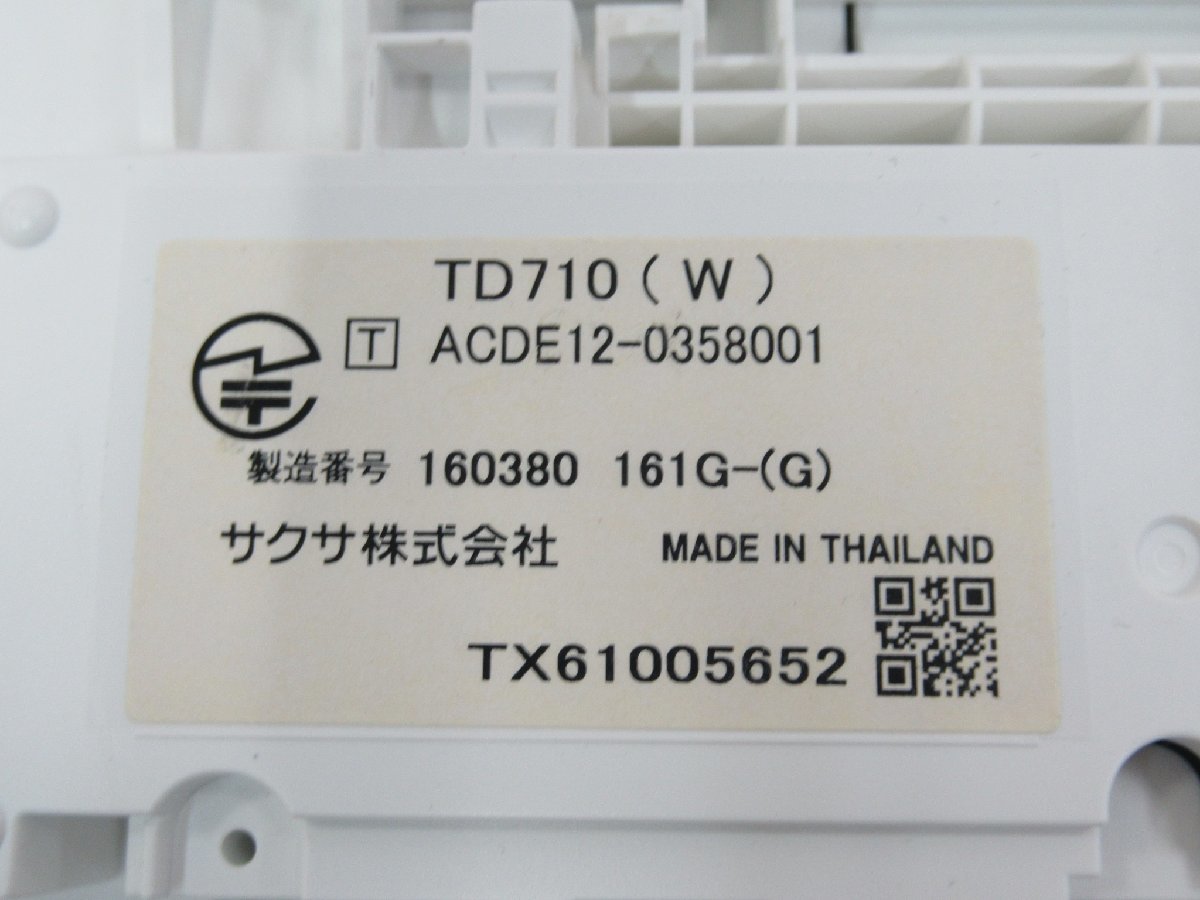 TD710 ( W )
T ACDE12-0358001
製造番号 160380 161G-(G)
サクサ株式会社 MADE IN THAILAND
TX61005652